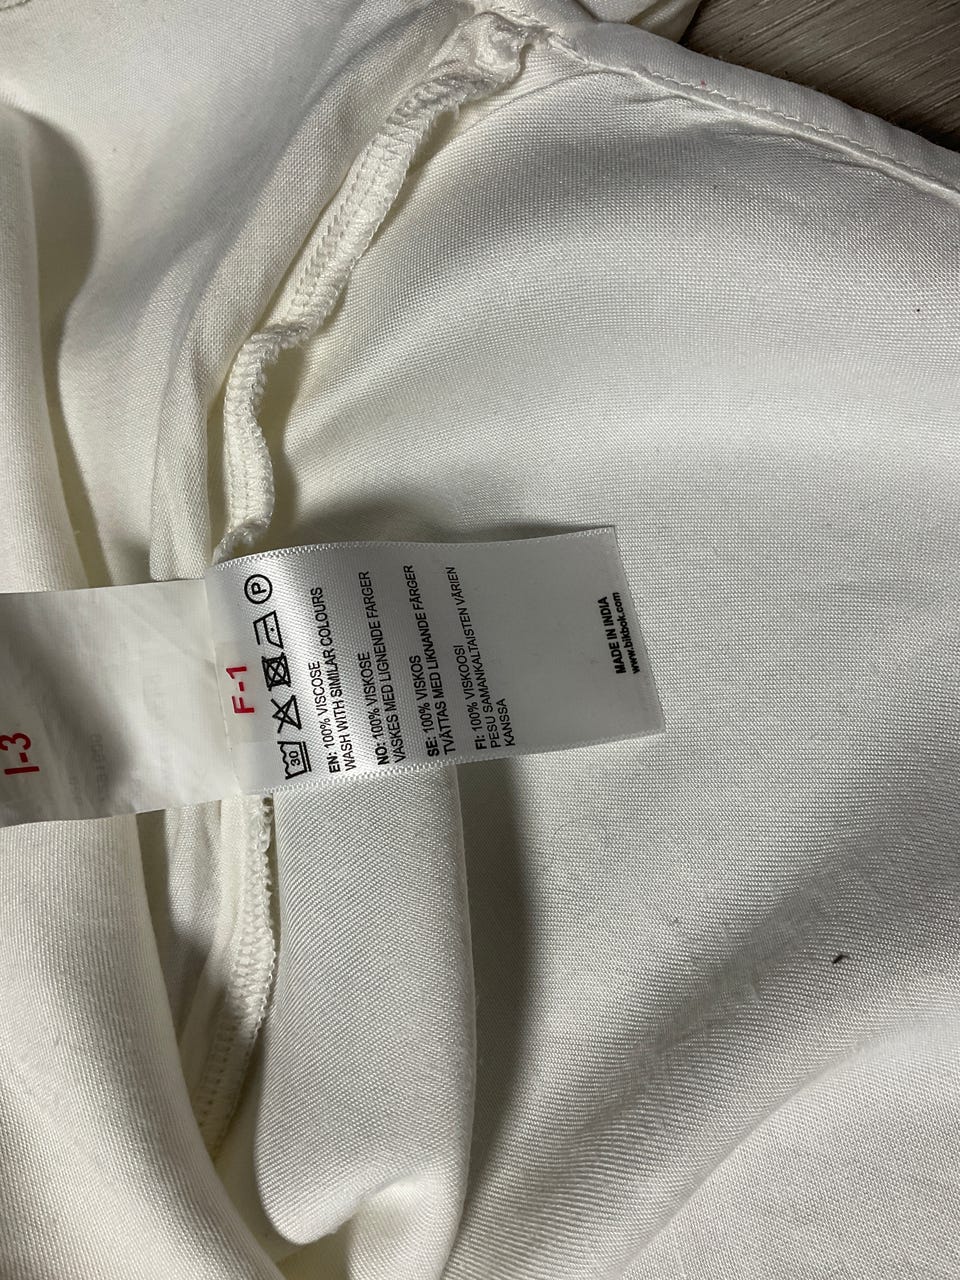 I-3
F-1
30 P
EN: 100% VISCOSE
WASH WITH SIMILAR COLOURS
NO: 100% VISKOSE
VASKES MED LIGNENDE FARGER
SE: 100% VISKOS
TVÄTTAS MED LIKNANDE FÄRGER
FI: 100% VISKOOSI
PESU SAMANKALTAISTEN VÄRIEN
KANSSA
MADE IN INDIA
www.bikbok.com